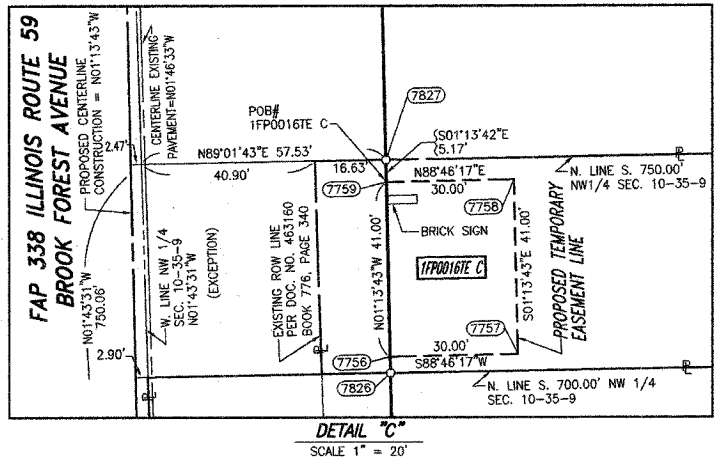 FAP 338 ILLINOIS ROUTE 59
BROOK FOREST AVENUE
PROPOSED CENTERLINE
CONSTRUCTION = N01°13'43"W
CENTERLINE EXISTING
PAVEMENT=N01°46'33"W
POB#
1FP0016TE C
7827
2.47'
N89°01'43"E 57.53'
40.90'
16.63'
{S01°13'42"E
{5.17'
N88°46'17"E
30.00'
N. LINE S. 750.00'
NW1/4 SEC. 10-35-9
7759
7758
BRICK SIGN
1FP0016TE C
N01°43'31"W
750.06'
W. LINE NW 1/4
SEC. 10-35-9
N01°43'31"W
(EXCEPTION)
EXISTING ROW LINE
PER DOC. NO. 463160
BOOK 776, PAGE 340
N01°13'43"W 41.00'
S01°13'43"E 41.00'
PROPOSED TEMPORARY
EASEMENT LINE
7757
30.00'
S88°46'17"W
2.90'
7756
7826
N. LINE S. 700.00' NW 1/4
SEC. 10-35-9
DETAIL "C"
SCALE 1" = 20'